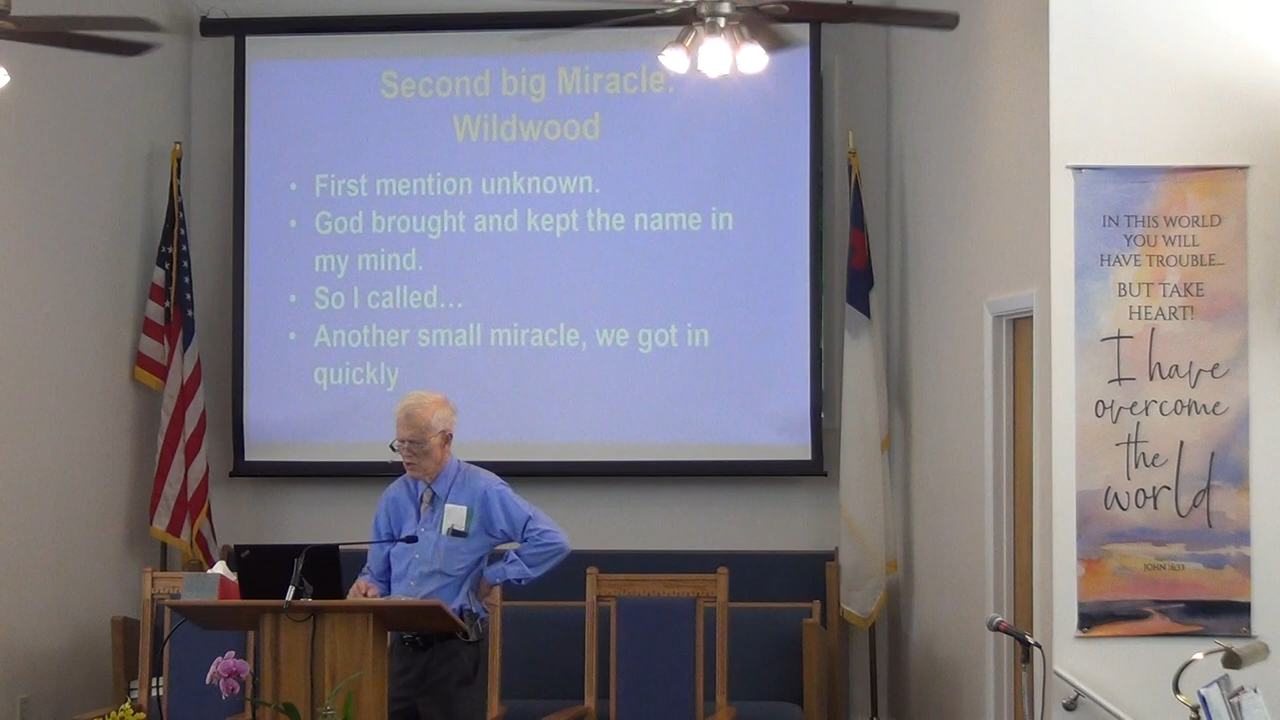 Second big Miracle:
Wildwood
• First mention unknown.
• God brought and kept the name in
my mind.
• So I called…
• Another small miracle, we got in
quickly
IN THIS WORLD
YOU WILL
HAVE TROUBLE...
BUT TAKE
HEART!
I have
overcome
the
world
JOHN 16:33